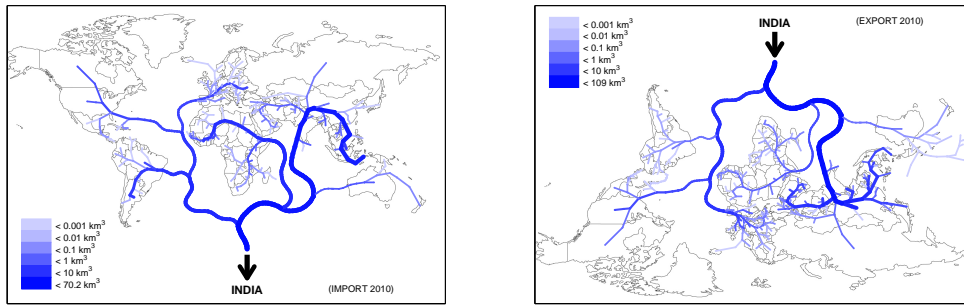 < 0.001 km³
< 0.01 km³
< 0.1 km³
< 1 km³
< 10 km³
< 70.2 km³
INDIA
(IMPORT 2010)
INDIA
(EXPORT 2010)
< 0.001 km³
< 0.01 km³
< 0.1 km³
< 1 km³
< 10 km³
< 109 km³